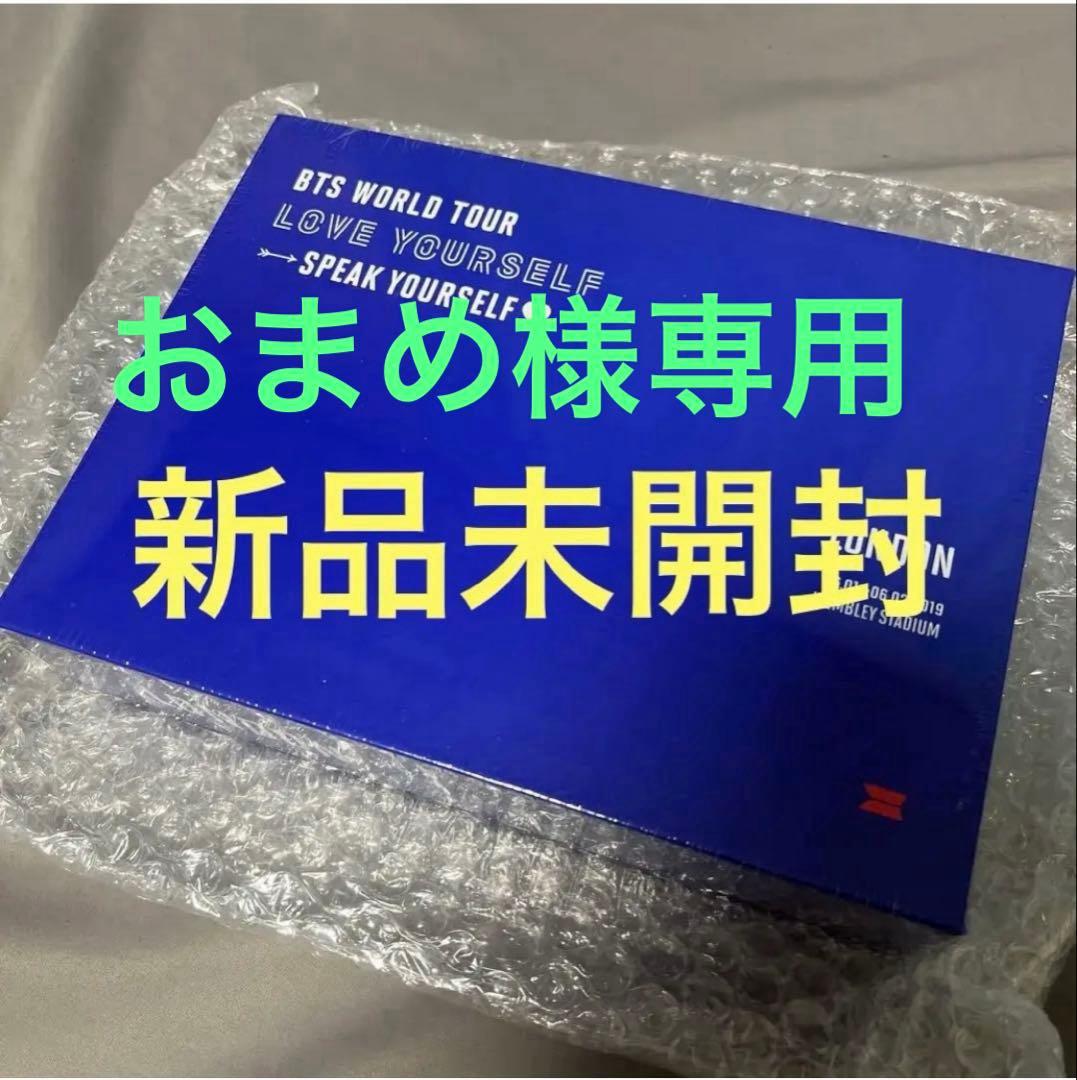 BTS WORLD TOUR
LOVE YOURSELF
SPEAK YOURSELF
おまめ様専用
新品未開封
LONDON
STADIUM